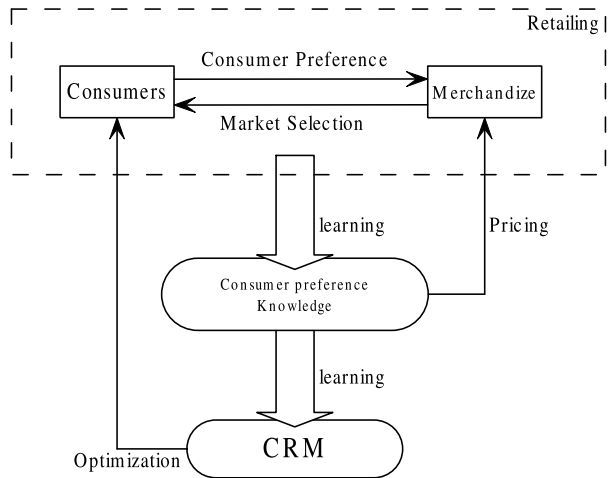 Retailing
Consumer Preference
Consumers
Merchandize
Market Selection
learning
Pricing
Consumer preference
Knowledge
learning
CRM
Optimization